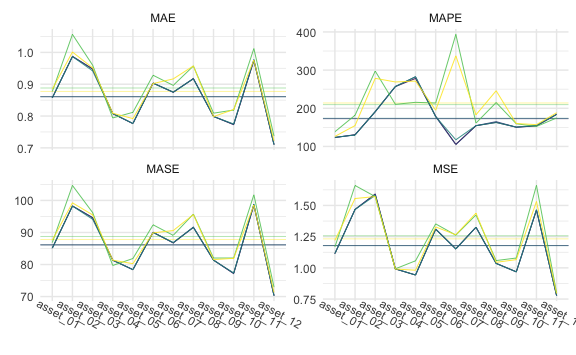 MAE
MAPE
1.0
0.9
0.8
0.7
400
300
200
100
MASE
MSE
100
90
80
70
1.50
1.25
1.00
0.75
asset_01
asset_02
asset_03
asset_04
asset_05
asset_06
asset_07
asset_08
asset_09
asset_10
asset_11
asset_12
asset_01
asset_02
asset_03
asset_04
asset_05
asset_06
asset_07
asset_08
asset_09
asset_10
asset_11